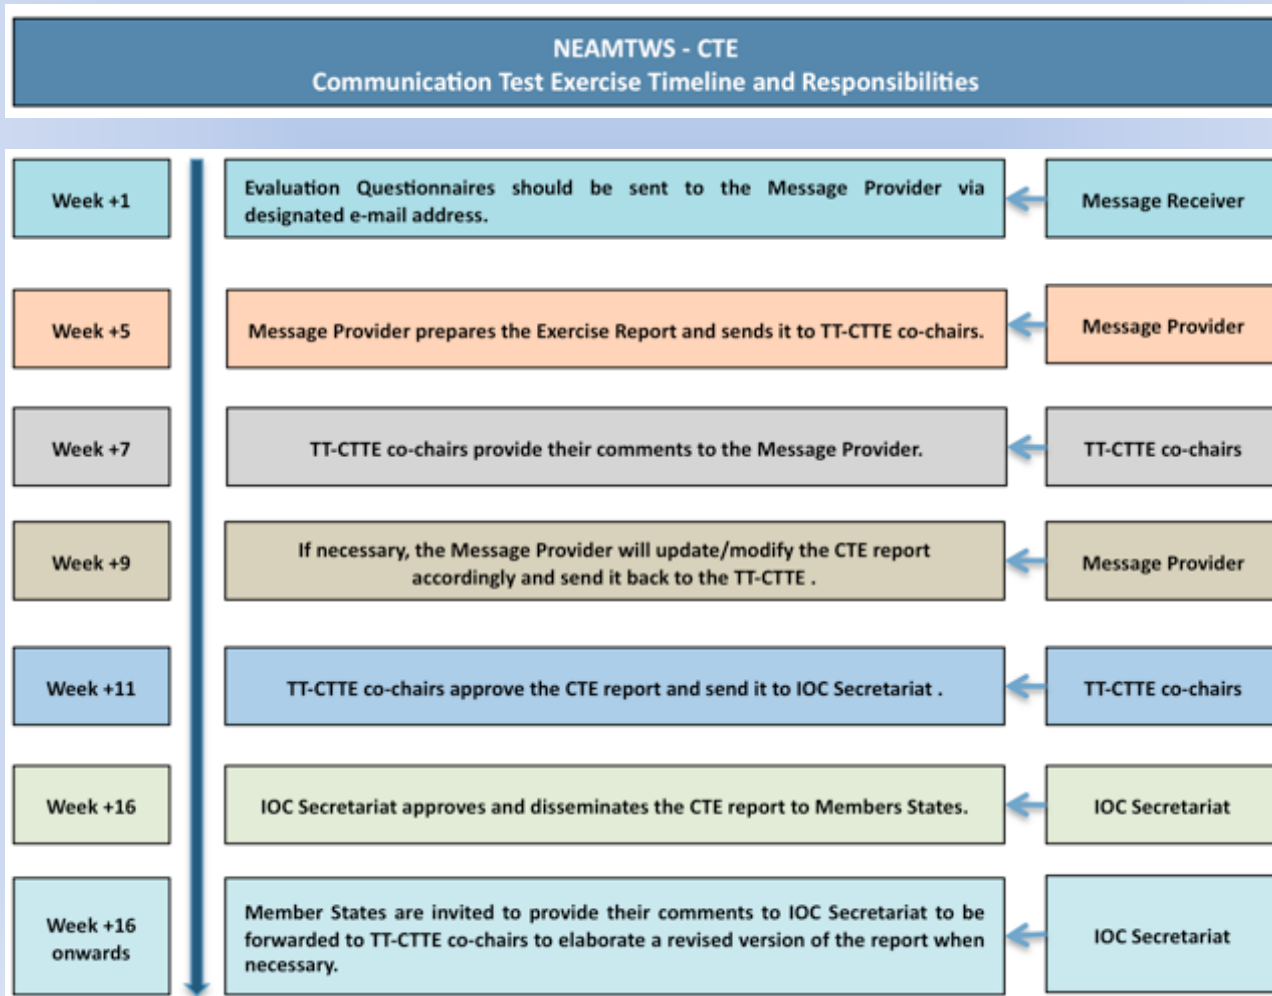 NEAMTWS - CTE
Communication Test Exercise Timeline and Responsibilities
Week +1
Evaluation Questionnaires should be sent to the Message Provider via
designated e-mail address.
Message Receiver
Week +5
Message Provider prepares the Exercise Report and sends it to TT-CTTE co-chairs.
Message Provider
Week +7
TT-CTTE co-chairs provide their comments to the Message Provider.
TT-CTTE co-chairs
Week +9
If necessary, the Message Provider will update/modify the CTE report
accordingly and send it back to the TT-CTTE .
Message Provider
Week +11
TT-CTTE co-chairs approve the CTE report and send it to IOC Secretariat .
TT-CTTE co-chairs
Week +16
IOC Secretariat approves and disseminates the CTE report to Members States.
IOC Secretariat
Week +16
onwards
Member States are invited to provide their comments to IOC Secretariat to be
forwarded to TT-CTTE co-chairs to elaborate a revised version of the report when
necessary.
IOC Secretariat